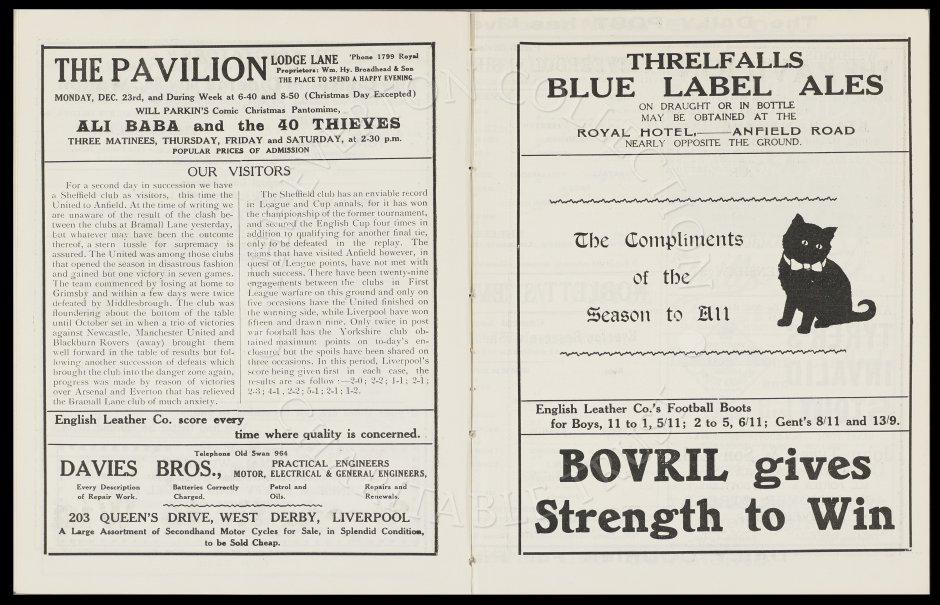 THE PAVILION LODGE LANE 'Phone 1799 Royal
Proprietors: Wm. Hy. Broadhead & Son
THE PLACE TO SPEND A HAPPY EVENING
MONDAY, DEC. 23rd, and During Week at 6-40 and 8-50 (Christmas Day Excepted)
WILL PARKIN'S Comic Christmas Pantomime,
ALI BABA and the 40 THIEVES
THREE MATINEES, THURSDAY, FRIDAY and SATURDAY, at 2-30 p.m.
POPULAR PRICES OF ADMISSION
OUR VISITORS
For a second day in succession we have
a Sheffield club as visitors, this time the
United to Anfield. At the time of writing we
are unaware of the result of the clash be-
tween the clubs at Bramall Lane yesterday,
but whatever may have been the outcome
thereof, a stern tussle for supremacy is
assured. The United was among those clubs
that opened the season in disastrous fashion
and gained but one victory in seven games.
The team commenced by losing at home to
Grimsby and within a few days were twice
defeated by Middlesbrough. The club was
floundering about the bottom of the table
until October set in when a trio of victories
against Newcastle, Manchester United and
Blackburn Rovers (away) brought them
well forward in the table of results but fol-
lowing another succession of defeats which
brought the club into the danger zone again,
progress was made by reason of victories
over Arsenal and Everton that has relieved
the Bramall Lane club of much anxiety.
The Sheffield club has an enviable record
in League and Cup annals, for it has won
the championship of the former tournament,
and secured the English Cup four times in
addition to qualifying for another final tie,
only to be defeated in the replay. The
teams that have visited Anfield however, in
quest of League points, have not met with
much success. There have been twenty-nine
engagements between the clubs in First
League warfare on this ground and only on
five occasions have the United finished on
the winning side, while Liverpool have won
fifteen and drawn nine. Only twice in post
war football has the Yorkshire club ob-
tained maximum points on to-day's en-
closure, but the spoils have been shared on
three occasions. In this period, Liverpool's
score being given first in each case, the
results are as follow:—2-0; 2-2; 1-1; 2-1;
2-3; 4-1, 2-2; 5-1; 2-1; 1-2.
English Leather Co. score every
time where quality is concerned.
Telephone Old Swan 964
DAVIES BROS., PRACTICAL ENGINEERS
MOTOR, ELECTRICAL & GENERAL ENGINEERS,
Every Description Batteries Correctly Petrol and Repairs and
of Repair Work. Charged. Oils. Renewals.
203 QUEEN'S DRIVE, WEST DERBY, LIVERPOOL
A Large Assortment of Secondhand Motor Cycles for Sale, in Splendid Condition,
to be Sold Cheap.
THRELFALLS
BLUE LABEL ALES
ON DRAUGHT OR IN BOTTLE
MAY BE OBTAINED AT THE
ROYAL HOTEL,——ANFIELD ROAD
NEARLY OPPOSITE THE GROUND.
The Compliments
of the
Season to All
English Leather Co.'s Football Boots
for Boys, 11 to 1, 5/11; 2 to 5, 6/11; Gent's 8/11 and 13/9.
BOVRIL gives
Strength to Win